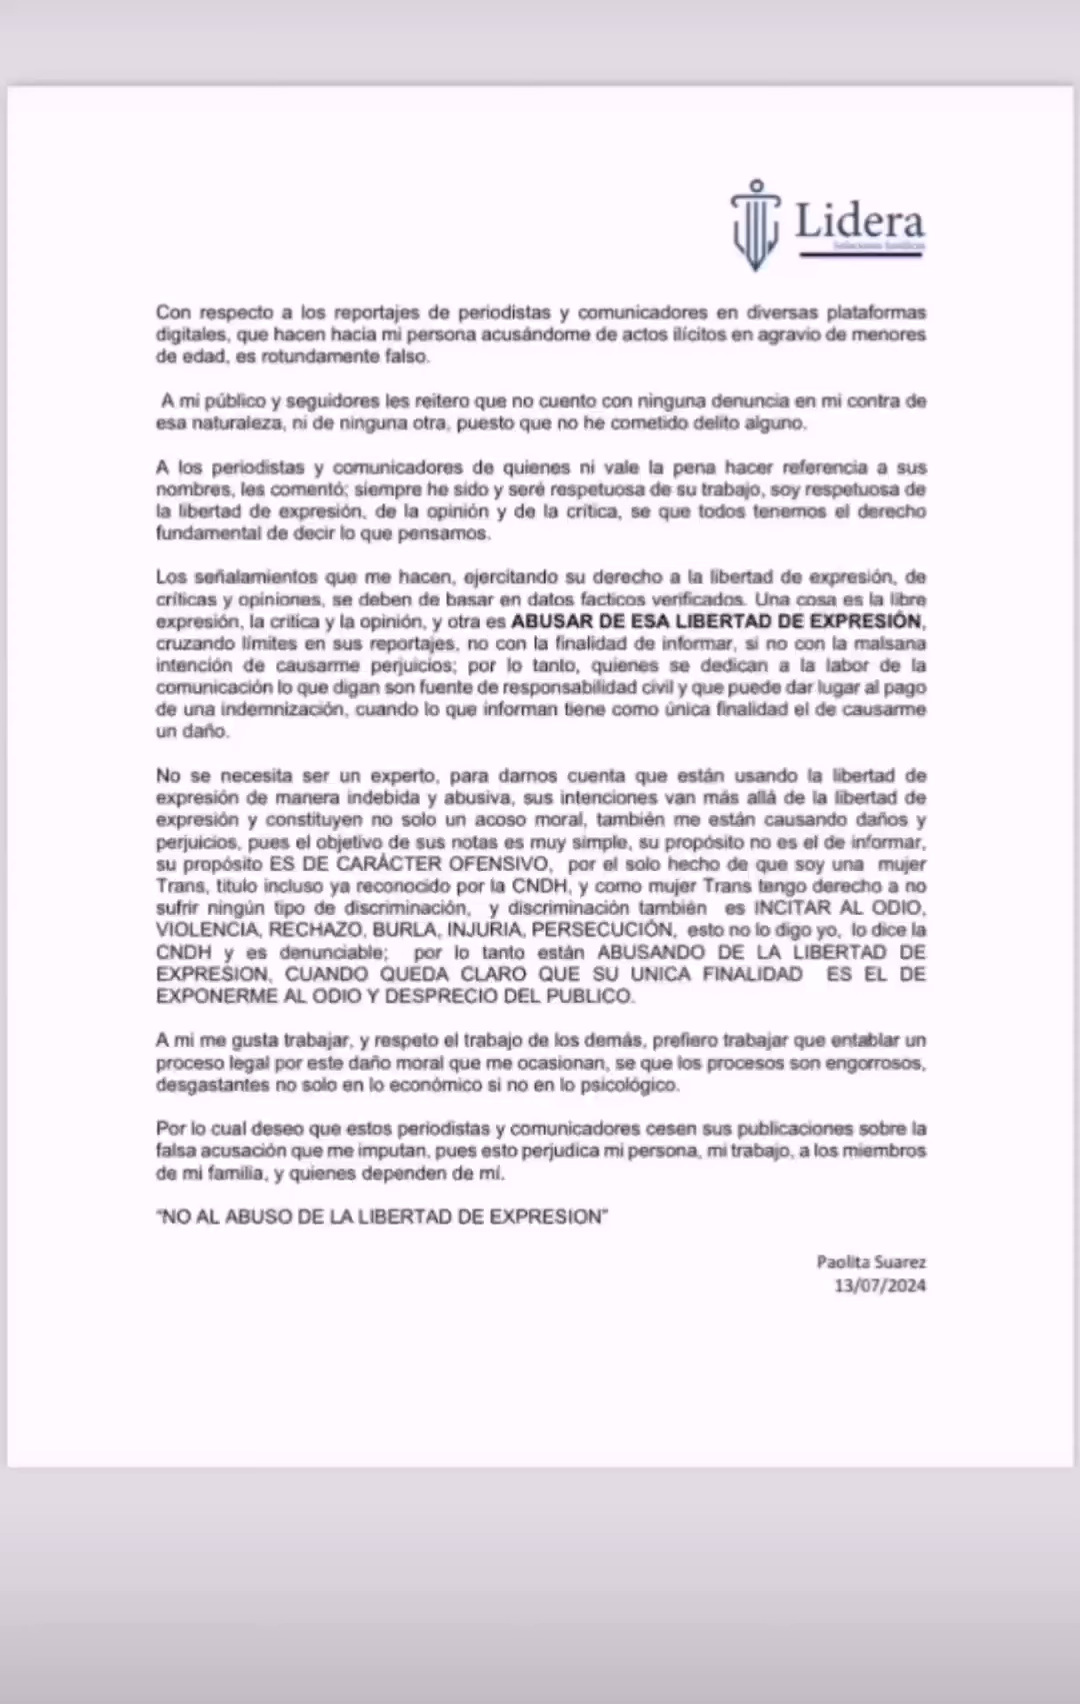 Lidera
Con respecto a los reportajes de periodistas y comunicadores en diversas plataformas
digitales, que hacen hacia mi persona acusándome de actos ilícitos en agravio de menores
de edad, es rotundamente falso.
A mi público y seguidores les reitero que no cuento con ninguna denuncia en mi contra de
esa naturaleza, ni de ninguna otra, puesto que no he cometido delito alguno.
A los periodistas y comunicadores de quienes ni vale la pena hacer referencia a sus
nombres, les comentó; siempre he sido y seré respetuosa de su trabajo, soy respetuosa de
la libertad de expresión, de la opinión y de la crítica, se que todos tenemos el derecho
fundamental de decir lo que pensamos.
Los señalamientos que me hacen, ejercitando su derecho a la libertad de expresión, de
críticas y opiniones, se deben de basar en datos facticos verificados. Una cosa es la libre
expresión, la critica y la opinión, y otra es ABUSAR DE ESA LIBERTAD DE EXPRESIÓN,
cruzando límites en sus reportajes, no con la finalidad de informar, si no con la malsana
intención de causarme perjuicios; por lo tanto, quienes se dedican a la labor de la
comunicación lo que digan son fuente de responsabilidad civil y que puede dar lugar al pago
de una indemnización, cuando lo que informan tiene como única finalidad el de causarme
un daño.
No se necesita ser un experto, para darnos cuenta que están usando la libertad de
expresión de manera indebida y abusiva, sus intenciones van más allá de la libertad de
expresión y constituyen no solo un acoso moral, también me están causando daños y
perjuicios, pues el objetivo de sus notas es muy simple, su propósito no es el de informar,
su propósito ES DE CARÁCTER OFENSIVO, por el solo hecho de que soy una mujer
Trans, titulo incluso ya reconocido por la CNDH, y como mujer Trans tengo derecho a no
sufrir ningún tipo de discriminación, y discriminación también es INCITAR AL ODIO,
VIOLENCIA, RECHAZO, BURLA, INJURIA, PERSECUCIÓN, esto no lo digo yo, lo dice la
CNDH y es denunciable; por lo tanto están ABUSANDO DE LA LIBERTAD DE
EXPRESION, CUANDO QUEDA CLARO QUE SU UNICA FINALIDAD ES EL DE
EXPONERME AL ODIO Y DESPRECIO DEL PUBLICO.
A mi me gusta trabajar, y respeto el trabajo de los demás, prefiero trabajar que entablar un
proceso legal por este daño moral que me ocasionan, se que los procesos son engorrosos,
desgastantes no solo en lo económico si no en lo psicológico.
Por lo cual deseo que estos periodistas y comunicadores cesen sus publicaciones sobre la
falsa acusación que me imputan, pues esto perjudica mi persona, mi trabajo, a los miembros
de mi familia, y quienes dependen de mí.
"NO AL ABUSO DE LA LIBERTAD DE EXPRESION"
Paolita Suarez
13/07/2024